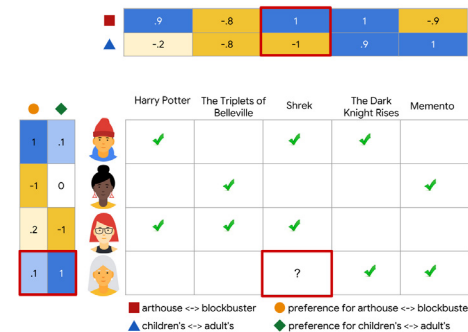 .9 -.8 1 1 -.9
-.2 -.8 -1 .9 1
Harry Potter The Triplets of Belleville Shrek The Dark Knight Rises Memento
1 .1
-1 0
.2 -1
.1 1 ?
arthouse <-> blockbuster preference for arthouse <-> blockbuste
children's <-> adult's preference for children's <-> adult's